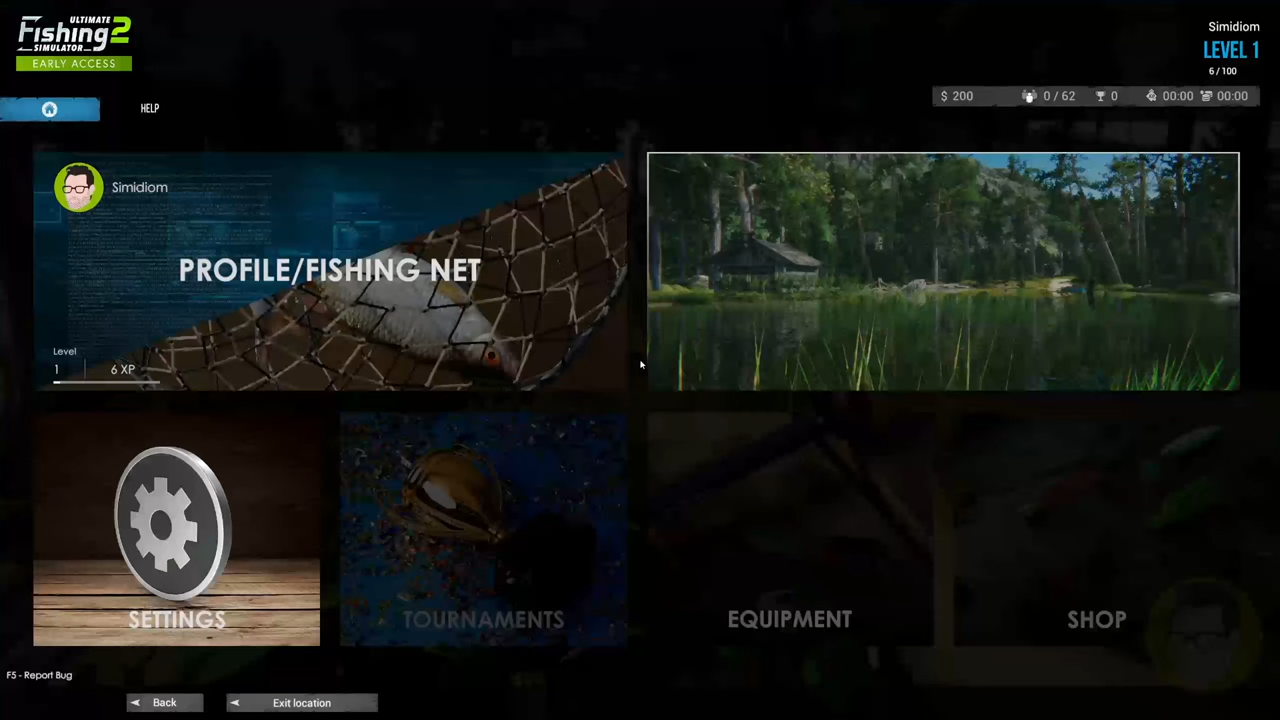 ULTIMATE
Fishing 2
SIMULATOR
EARLY ACCESS
Simidiom
LEVEL 1
6 / 100
$ 200
0 / 62
0
00:00
00:00
HELP
Simidiom
PROFILE/FISHING NET
Level
1
6 XP
SETTINGS
TOURNAMENTS
EQUIPMENT
SHOP
F5 - Report Bug
Back
Exit location